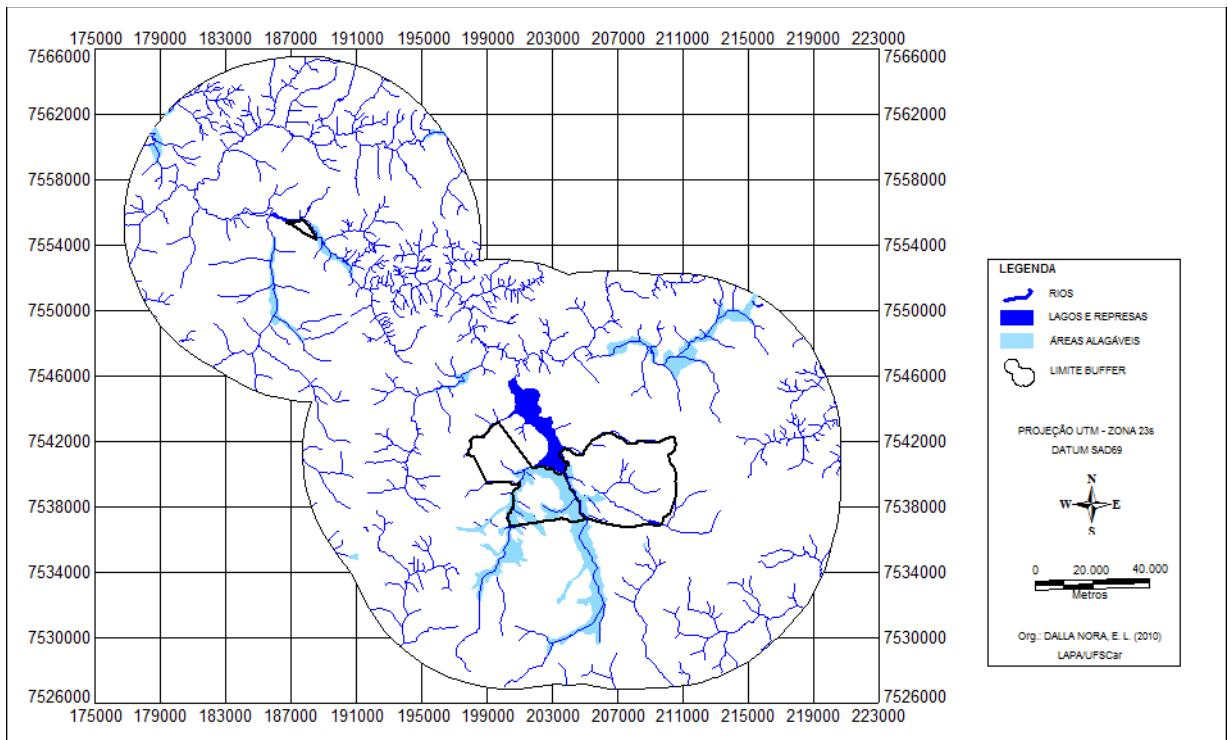 175000 179000 183000 187000 191000 195000 199000 203000 207000 211000 215000 219000 223000
7566000 7566000
7562000 7562000
7558000 7558000
7554000 7554000
7550000 7550000
7546000 7546000
7542000 7542000
7538000 7538000
7534000 7534000
7530000 7530000
7526000 7526000
175000 179000 183000 187000 191000 195000 199000 203000 207000 211000 215000 219000 223000
LEGENDA
RIOS
LAGOS E REPRESAS
ÁREAS ALAGÁVEIS
LIMITE BUFFER
PROJEÇÃO UTM - ZONA 23s
DATUM SAD69
N
W E
S
0 20.000 40.000
Metros
Org.: DALLA NORA, E. L. (2010)
LAPA/UFSCar